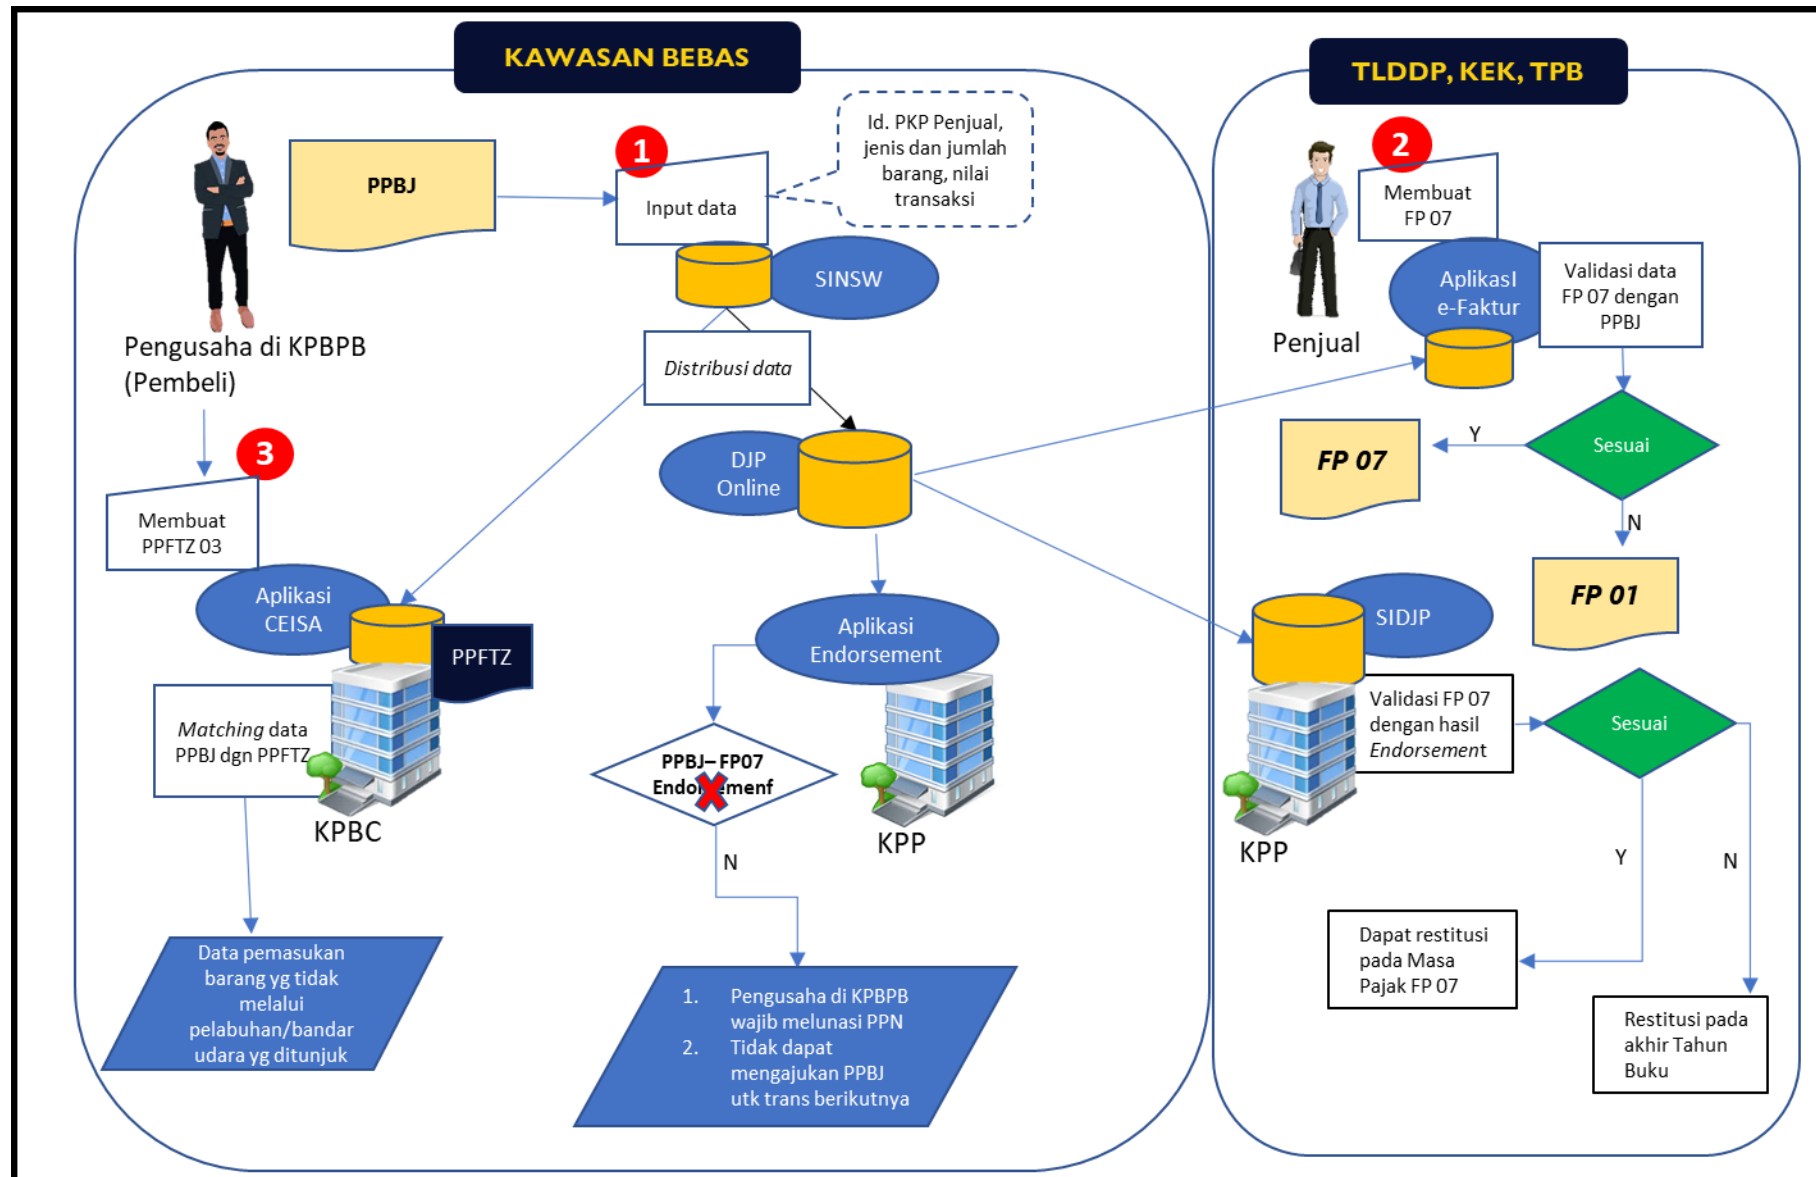 KAWASAN BEBAS
TLDDP, KEK, TPB
PPBJ
1
Input data
Id. PKP Penjual,
jenis dan jumlah
barang, nilai
transaksi
SINSW
Distribusi data
DJP
Online
Pengusaha di KPBPB
(Pembeli)
3
Membuat
PPFTZ 03
Aplikasi
CEISA
PPFTZ
Matching data
PPBJ dgn PPFTZ
KPBC
Data pemasukan
barang yg tidak
melalui
pelabuhan/bandar
udara yg ditunjuk
Aplikasi
Endorsement
PPBJ– FP07
KPP
N
1. Pengusaha di KPBPB
wajib melunasi PPN
2. Tidak dapat
mengajukan PPBJ
utk trans berikutnya
2
Membuat
FP 07
Penjual
AplikasI
e-Faktur
Validasi data
FP 07 dengan
PPBJ
Sesuai
Y
FP 07
N
FP 01
SIDJP
Validasi FP 07
dengan hasil
Endorsement
Sesuai
KPP
Y
N
Dapat restitusi
pada Masa
Pajak FP 07
Restitusi pada
akhir Tahun
Buku